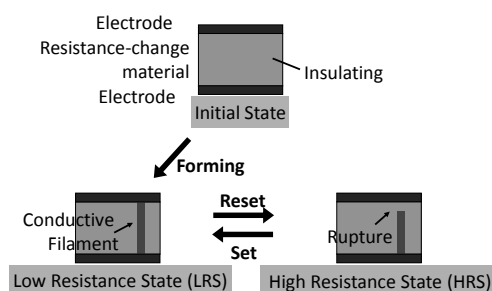 Electrode
Resistance-change
material
Electrode
Insulating
Initial State
Forming
Conductive
Filament
Reset
Set
Rupture
Low Resistance State (LRS)
High Resistance State (HRS)